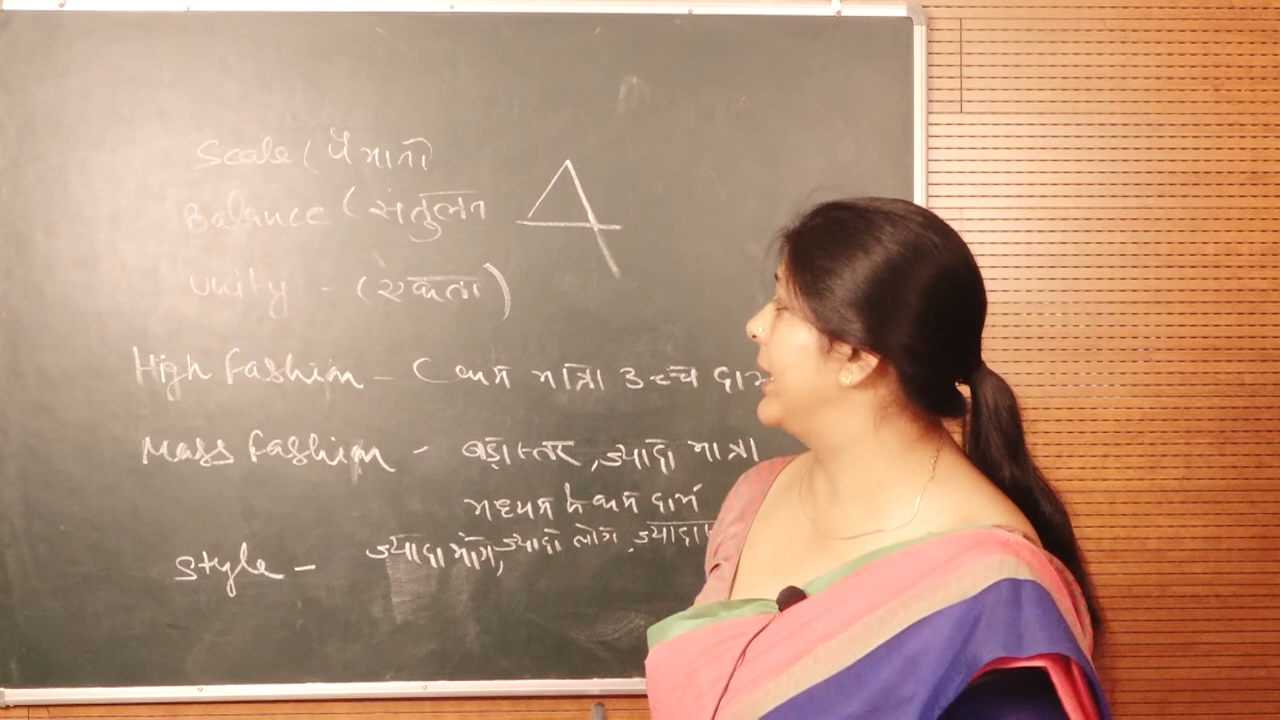 Scale (पैमाना
Balance (संतुलन
Unity - (एकता)
High Fashion - कम मात्रा उच्च दाम
Mass Fashion - बड़ा स्तर, ज्यादा मात्रा
मध्यम से कम दाम
Style - ज्यादा मांग, ज्यादा लोग, ज्यादा